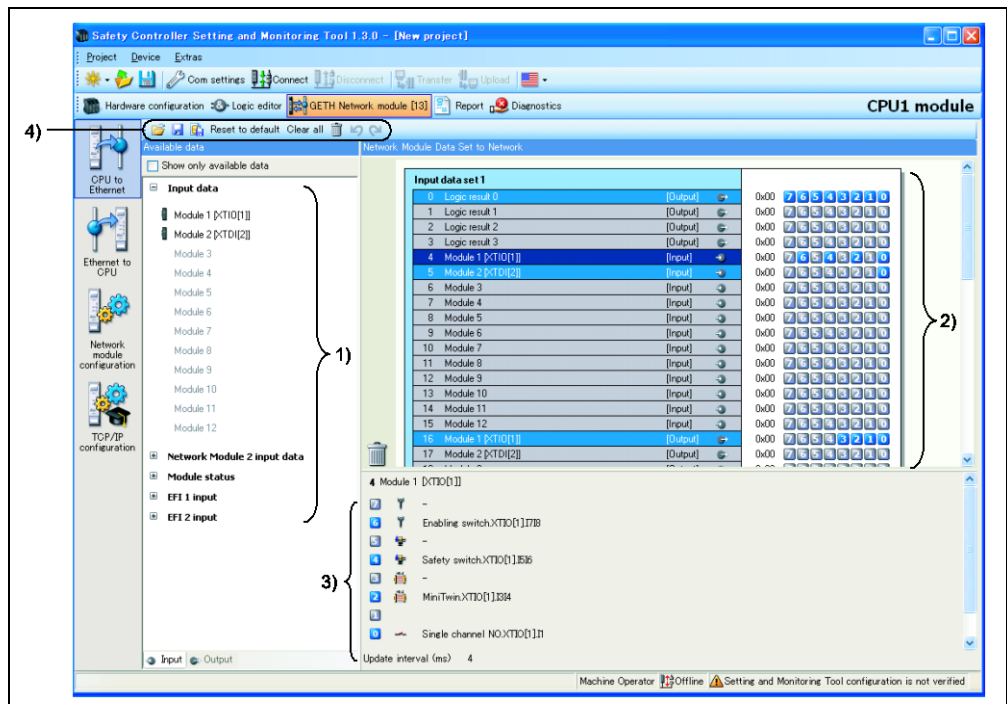 Safety Controller Setting and Monitoring Tool 1.3.0 - [New project]
Project Device Extras
Com settings Connect Disconnect Transfer Upload
Hardware configuration Logic editor GETH Network module [13] Report Diagnostics CPU1 module
4)
Reset to default Clear all
Available data
Network Module Data Set to Network
CPU to Ethernet
Ethernet to CPU
Network module configuration
TCP/IP configuration
Show only available data
Input data
Module 1 [XTIO[1]]
Module 2 [XTDI[2]]
Module 3
Module 4
Module 5
Module 6
Module 7
Module 8
Module 9
Module 10
Module 11
Module 12
Network Module 2 input data
Module status
EFI 1 input
EFI 2 input
1)
Input Output
Input data set 1
0 Logic result 0 [Output] 0x00 7 6 5 4 3 2 1 0
1 Logic result 1 [Output] 0x00 7 6 5 4 3 2 1 0
2 Logic result 2 [Output] 0x00 7 6 5 4 3 2 1 0
3 Logic result 3 [Output] 0x00 7 6 5 4 3 2 1 0
4 Module 1 [XTIO[1]] [Input] 0x00 7 6 5 4 3 2 1 0
5 Module 2 [XTDI[2]] [Input] 0x00 7 6 5 4 3 2 1 0
6 Module 3 [Input] 0x00 7 6 5 4 3 2 1 0
7 Module 4 [Input] 0x00 7 6 5 4 3 2 1 0
8 Module 5 [Input] 0x00 7 6 5 4 3 2 1 0
9 Module 6 [Input] 0x00 7 6 5 4 3 2 1 0
10 Module 7 [Input] 0x00 7 6 5 4 3 2 1 0
11 Module 8 [Input] 0x00 7 6 5 4 3 2 1 0
12 Module 9 [Input] 0x00 7 6 5 4 3 2 1 0
13 Module 10 [Input] 0x00 7 6 5 4 3 2 1 0
14 Module 11 [Input] 0x00 7 6 5 4 3 2 1 0
15 Module 12 [Input] 0x00 7 6 5 4 3 2 1 0
16 Module 1 [XTIO[1]] [Output] 0x00 7 6 5 4 3 2 1 0
17 Module 2 [XTDI[2]] [Output] 0x00 7 6 5 4 3 2 1 0
2)
4 Module 1 [XTIO[1]]
7 -
6 Enabling switch.XTIO[1].I7I8
5 -
4 Safety switch.XTIO[1].I5I6
3 -
2 MiniTwin.XTIO[1].I3I4
1
0 Single channel NO.XTIO[1].I1
3)
Update interval (ms) 4
Machine Operator Offline Setting and Monitoring Tool configuration is not verified